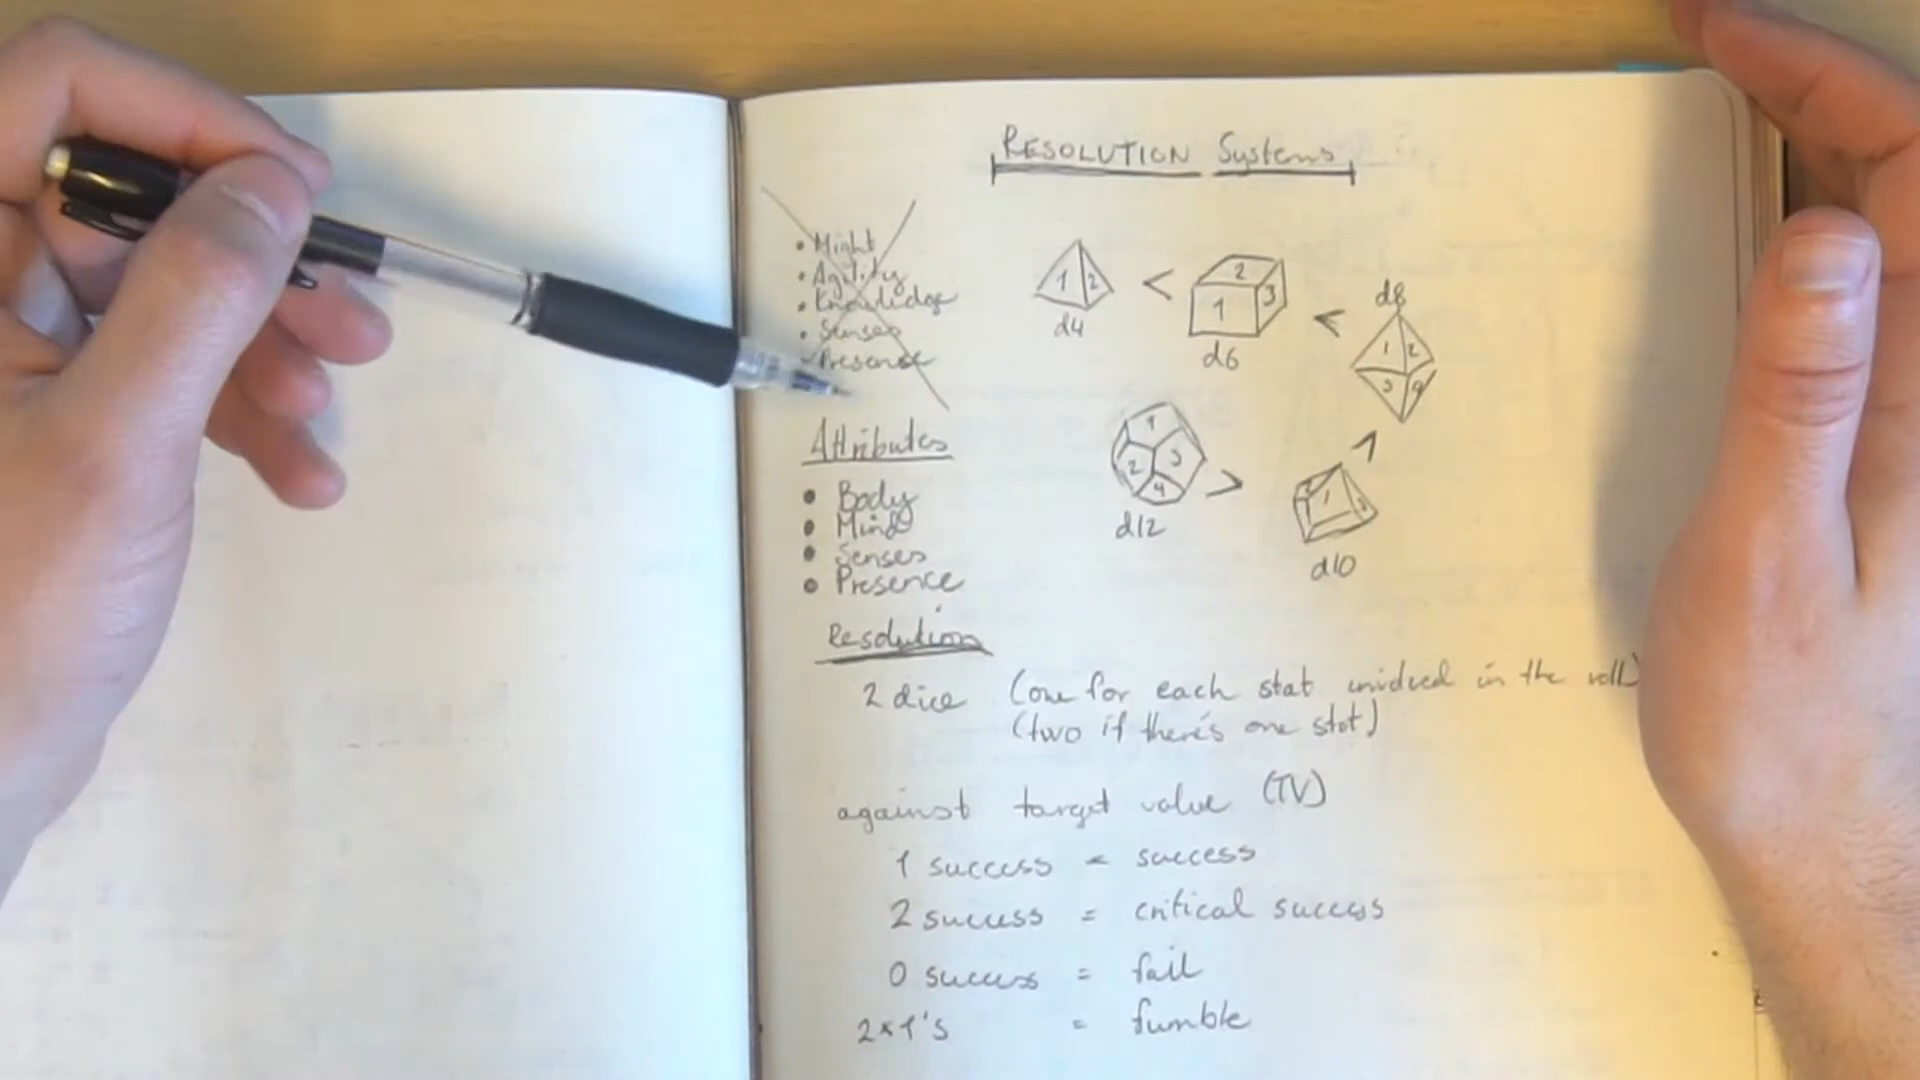 RESOLUTION Systems
• Might
• Agility
• Knowledge
• Senses
• Presence
1 2
d4
<
2
1 3
d6
<
d8
1 2
3 4
>
1
d10
>
1
2 3
4
d12
Attributes
• Body
• Mind
• Senses
• Presence
Resolution
2 dice (one for each stat involved in the roll)
(two if there's one stat)
against target value (TV)
1 success = success
2 success = critical success
0 success = fail
2x1's = fumble